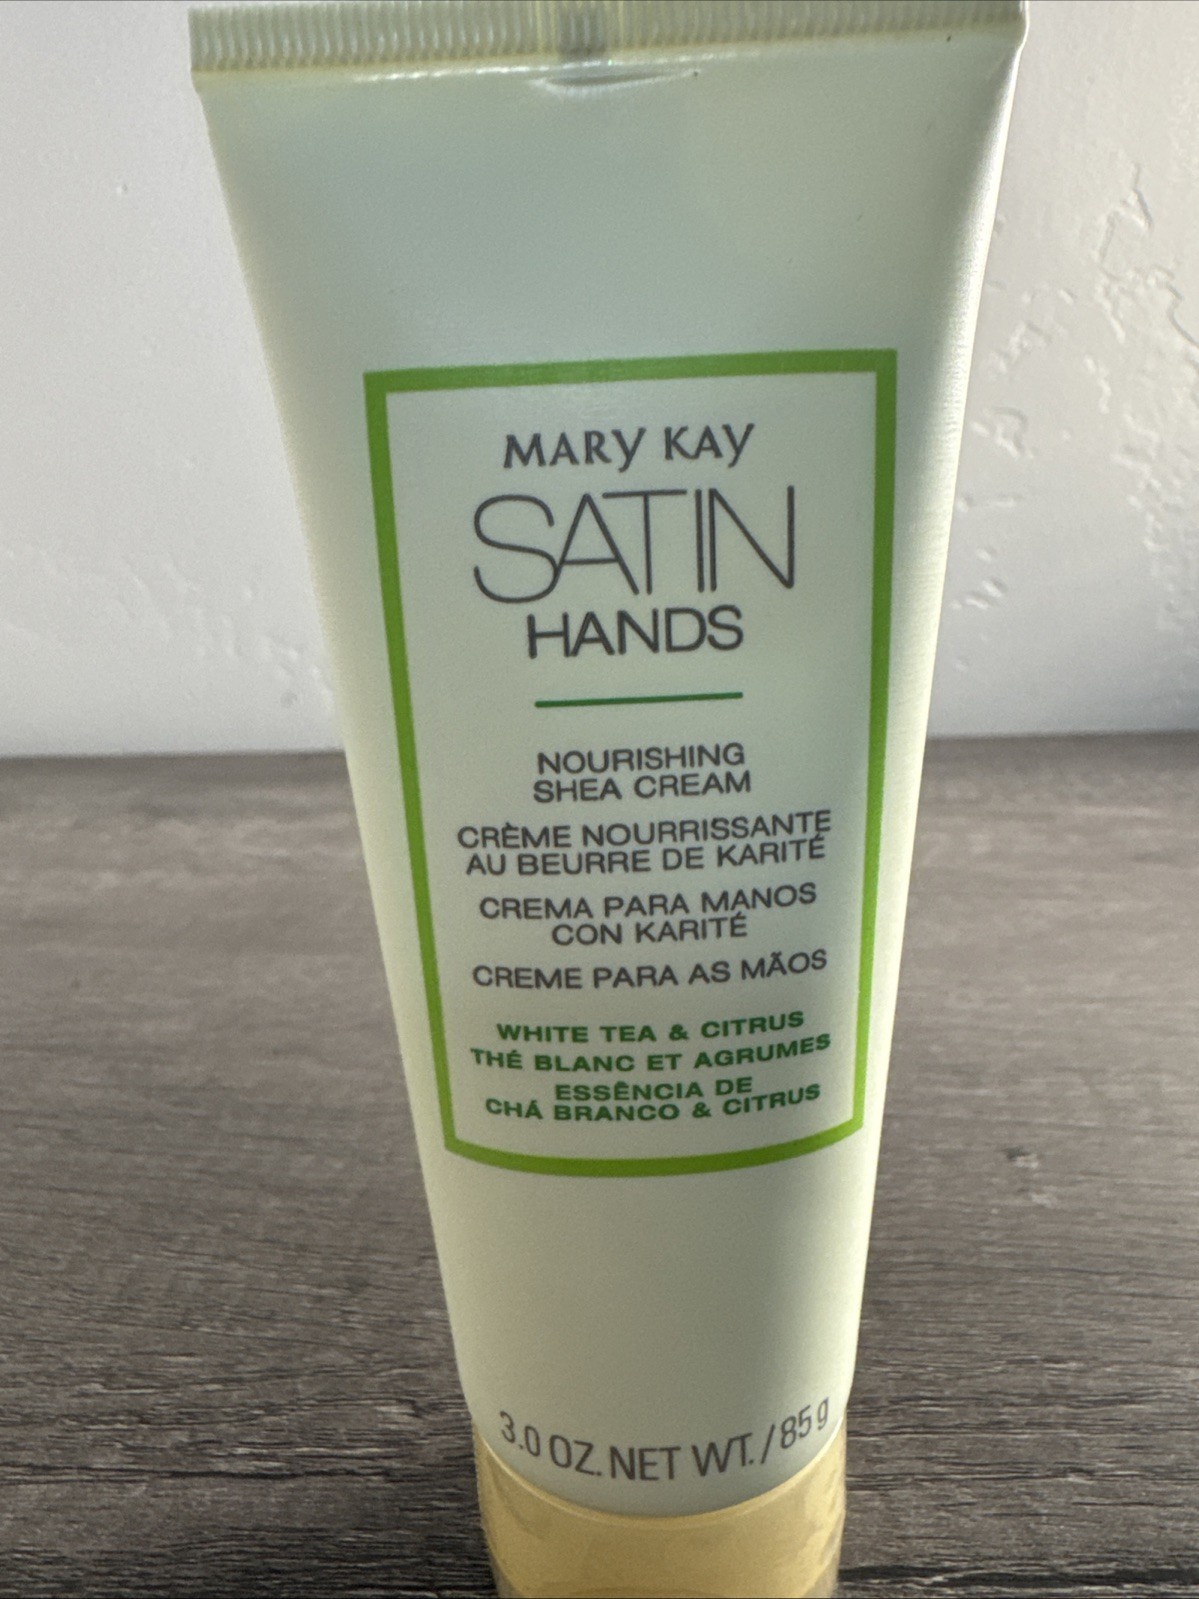 MARY KAY
SATIN
HANDS
NOURISHING
SHEA CREAM
CRÈME NOURRISSANTE
AU BEURRE DE KARITÉ
CREMA PARA MANOS
CON KARITÉ
CREME PARA AS MÃOS
WHITE TEA & CITRUS
THÉ BLANC ET AGRUMES
ESSÊNCIA DE
CHÁ BRANCO & CITRUS
3.0 OZ. NET WT. / 85 g